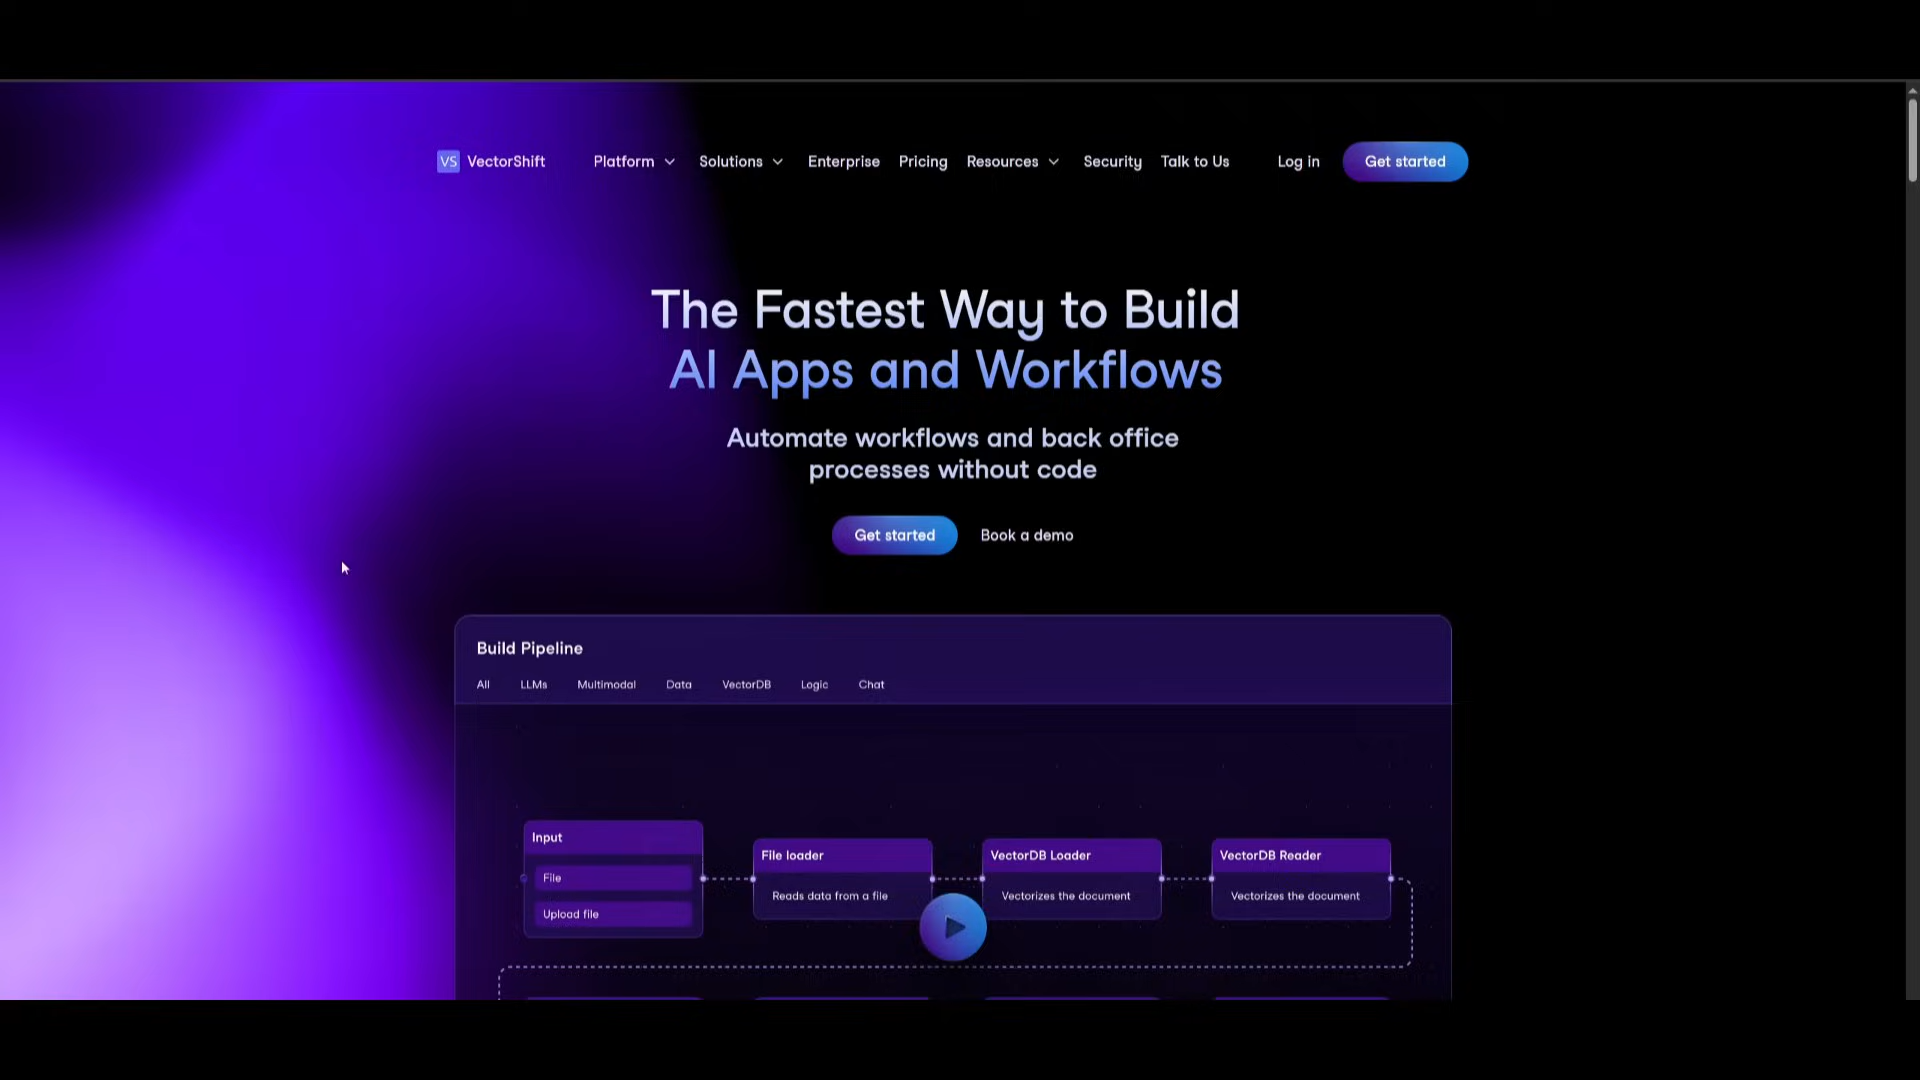 VS VectorShift Platform Solutions Enterprise Pricing Resources Security Talk to Us Log in Get started
The Fastest Way to Build
AI Apps and Workflows
Automate workflows and back office
processes without code
Get started Book a demo
Build Pipeline
All LLMs Multimodal Data VectorDB Logic Chat
Input
File
Upload file
File loader
Reads data from a file
VectorDB Loader
Vectorizes the document
VectorDB Reader
Vectorizes the document